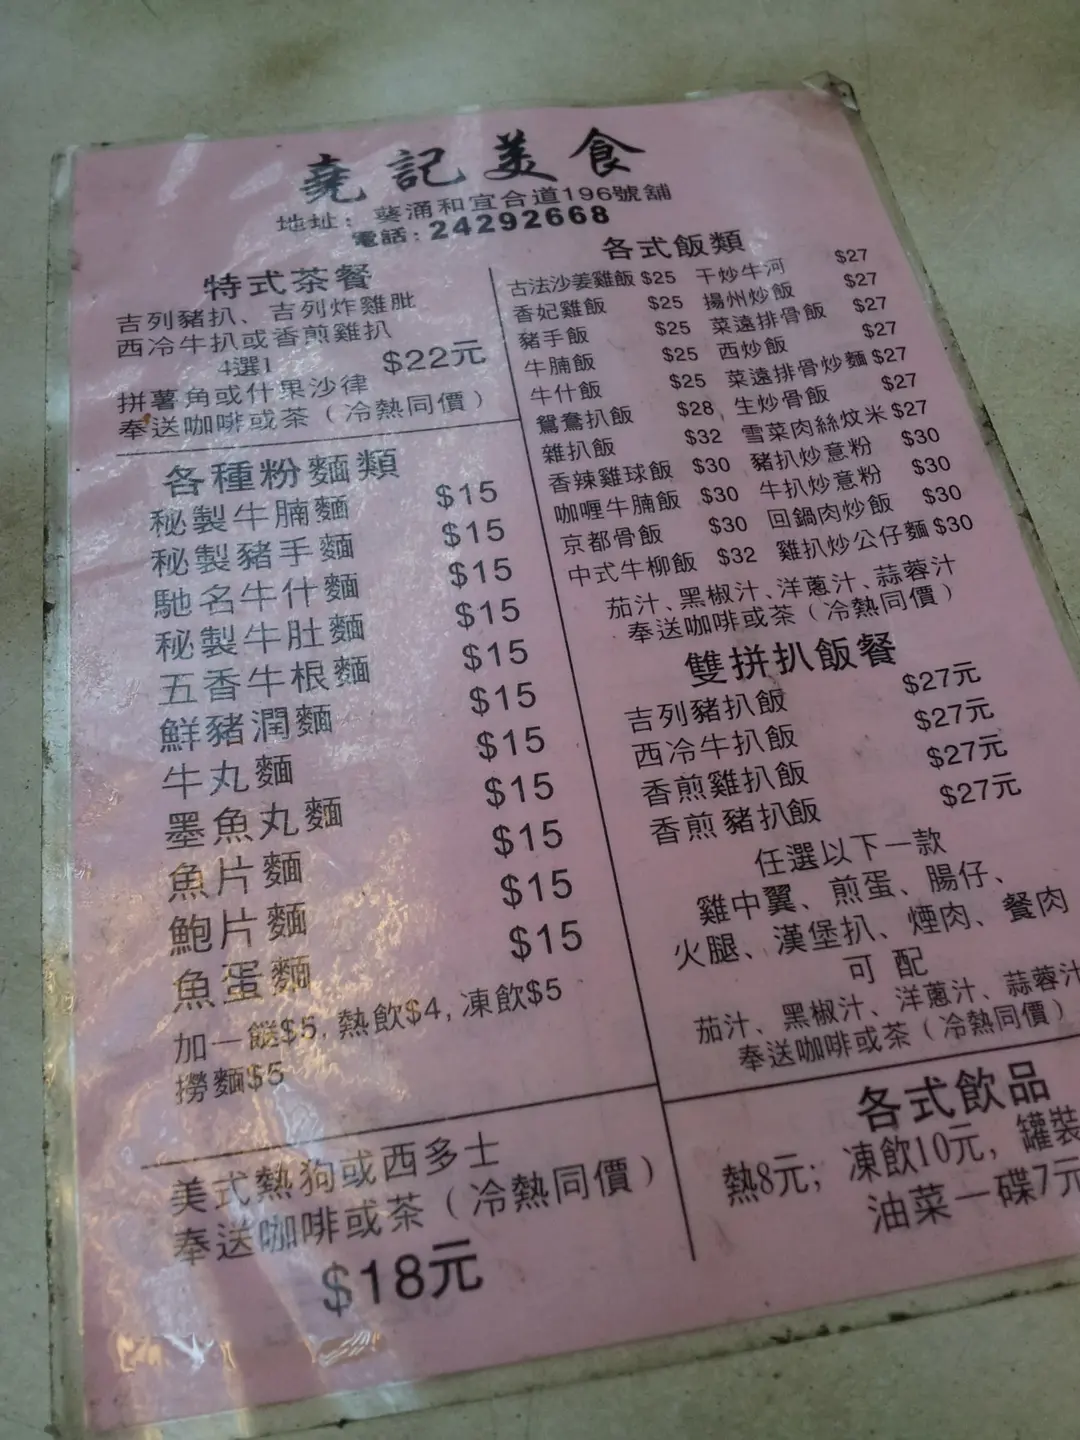 堯記美食
地址：葵涌和宜合道196號舖
電話：24292668
特式茶餐
吉列豬扒、吉列炸雞肶
西冷牛扒或香煎雞扒
4選1 $22元
拼薯角或什果沙律
奉送咖啡或茶（冷熱同價）
各種粉麵類
秘製牛腩麵 $15
秘製豬手麵 $15
馳名牛什麵 $15
秘製牛肚麵 $15
五香牛根麵 $15
鮮豬潤麵 $15
牛丸麵 $15
墨魚丸麵 $15
魚片麵 $15
鮑片麵 $15
魚蛋麵 $15
加一餸$5, 熱飲$4, 凍飲$5
撈麵$5
美式熱狗或西多士
奉送咖啡或茶（冷熱同價）
$18元
各式飯類
古法沙姜雞飯 $25 干炒牛河 $27
香妃雞飯 $25 揚州炒飯 $27
豬手飯 $25 菜遠排骨飯 $27
牛腩飯 $25 西炒飯 $27
牛什飯 $25 菜遠排骨炒麵 $27
鴛鴦扒飯 $28 生炒骨飯 $27
雜扒飯 $32 雪菜肉絲炆米 $27
香辣雞球飯 $30 豬扒炒意粉 $30
咖喱牛腩飯 $30 牛扒炒意粉 $30
京都骨飯 $30 回鍋肉炒飯 $30
中式牛柳飯 $32 雞扒炒公仔麵 $30
茄汁、黑椒汁、洋蔥汁、蒜蓉汁
奉送咖啡或茶（冷熱同價）
雙拼扒飯餐
吉列豬扒飯 $27元
西冷牛扒飯 $27元
香煎雞扒飯 $27元
香煎豬扒飯 $27元
任選以下一款
雞中翼、煎蛋、腸仔、
火腿、漢堡扒、煙肉、餐肉
可配
茄汁、黑椒汁、洋蔥汁、蒜蓉汁
奉送咖啡或茶（冷熱同價）
各式飲品
熱8元; 凍飲10元, 罐裝
油菜一碟7元